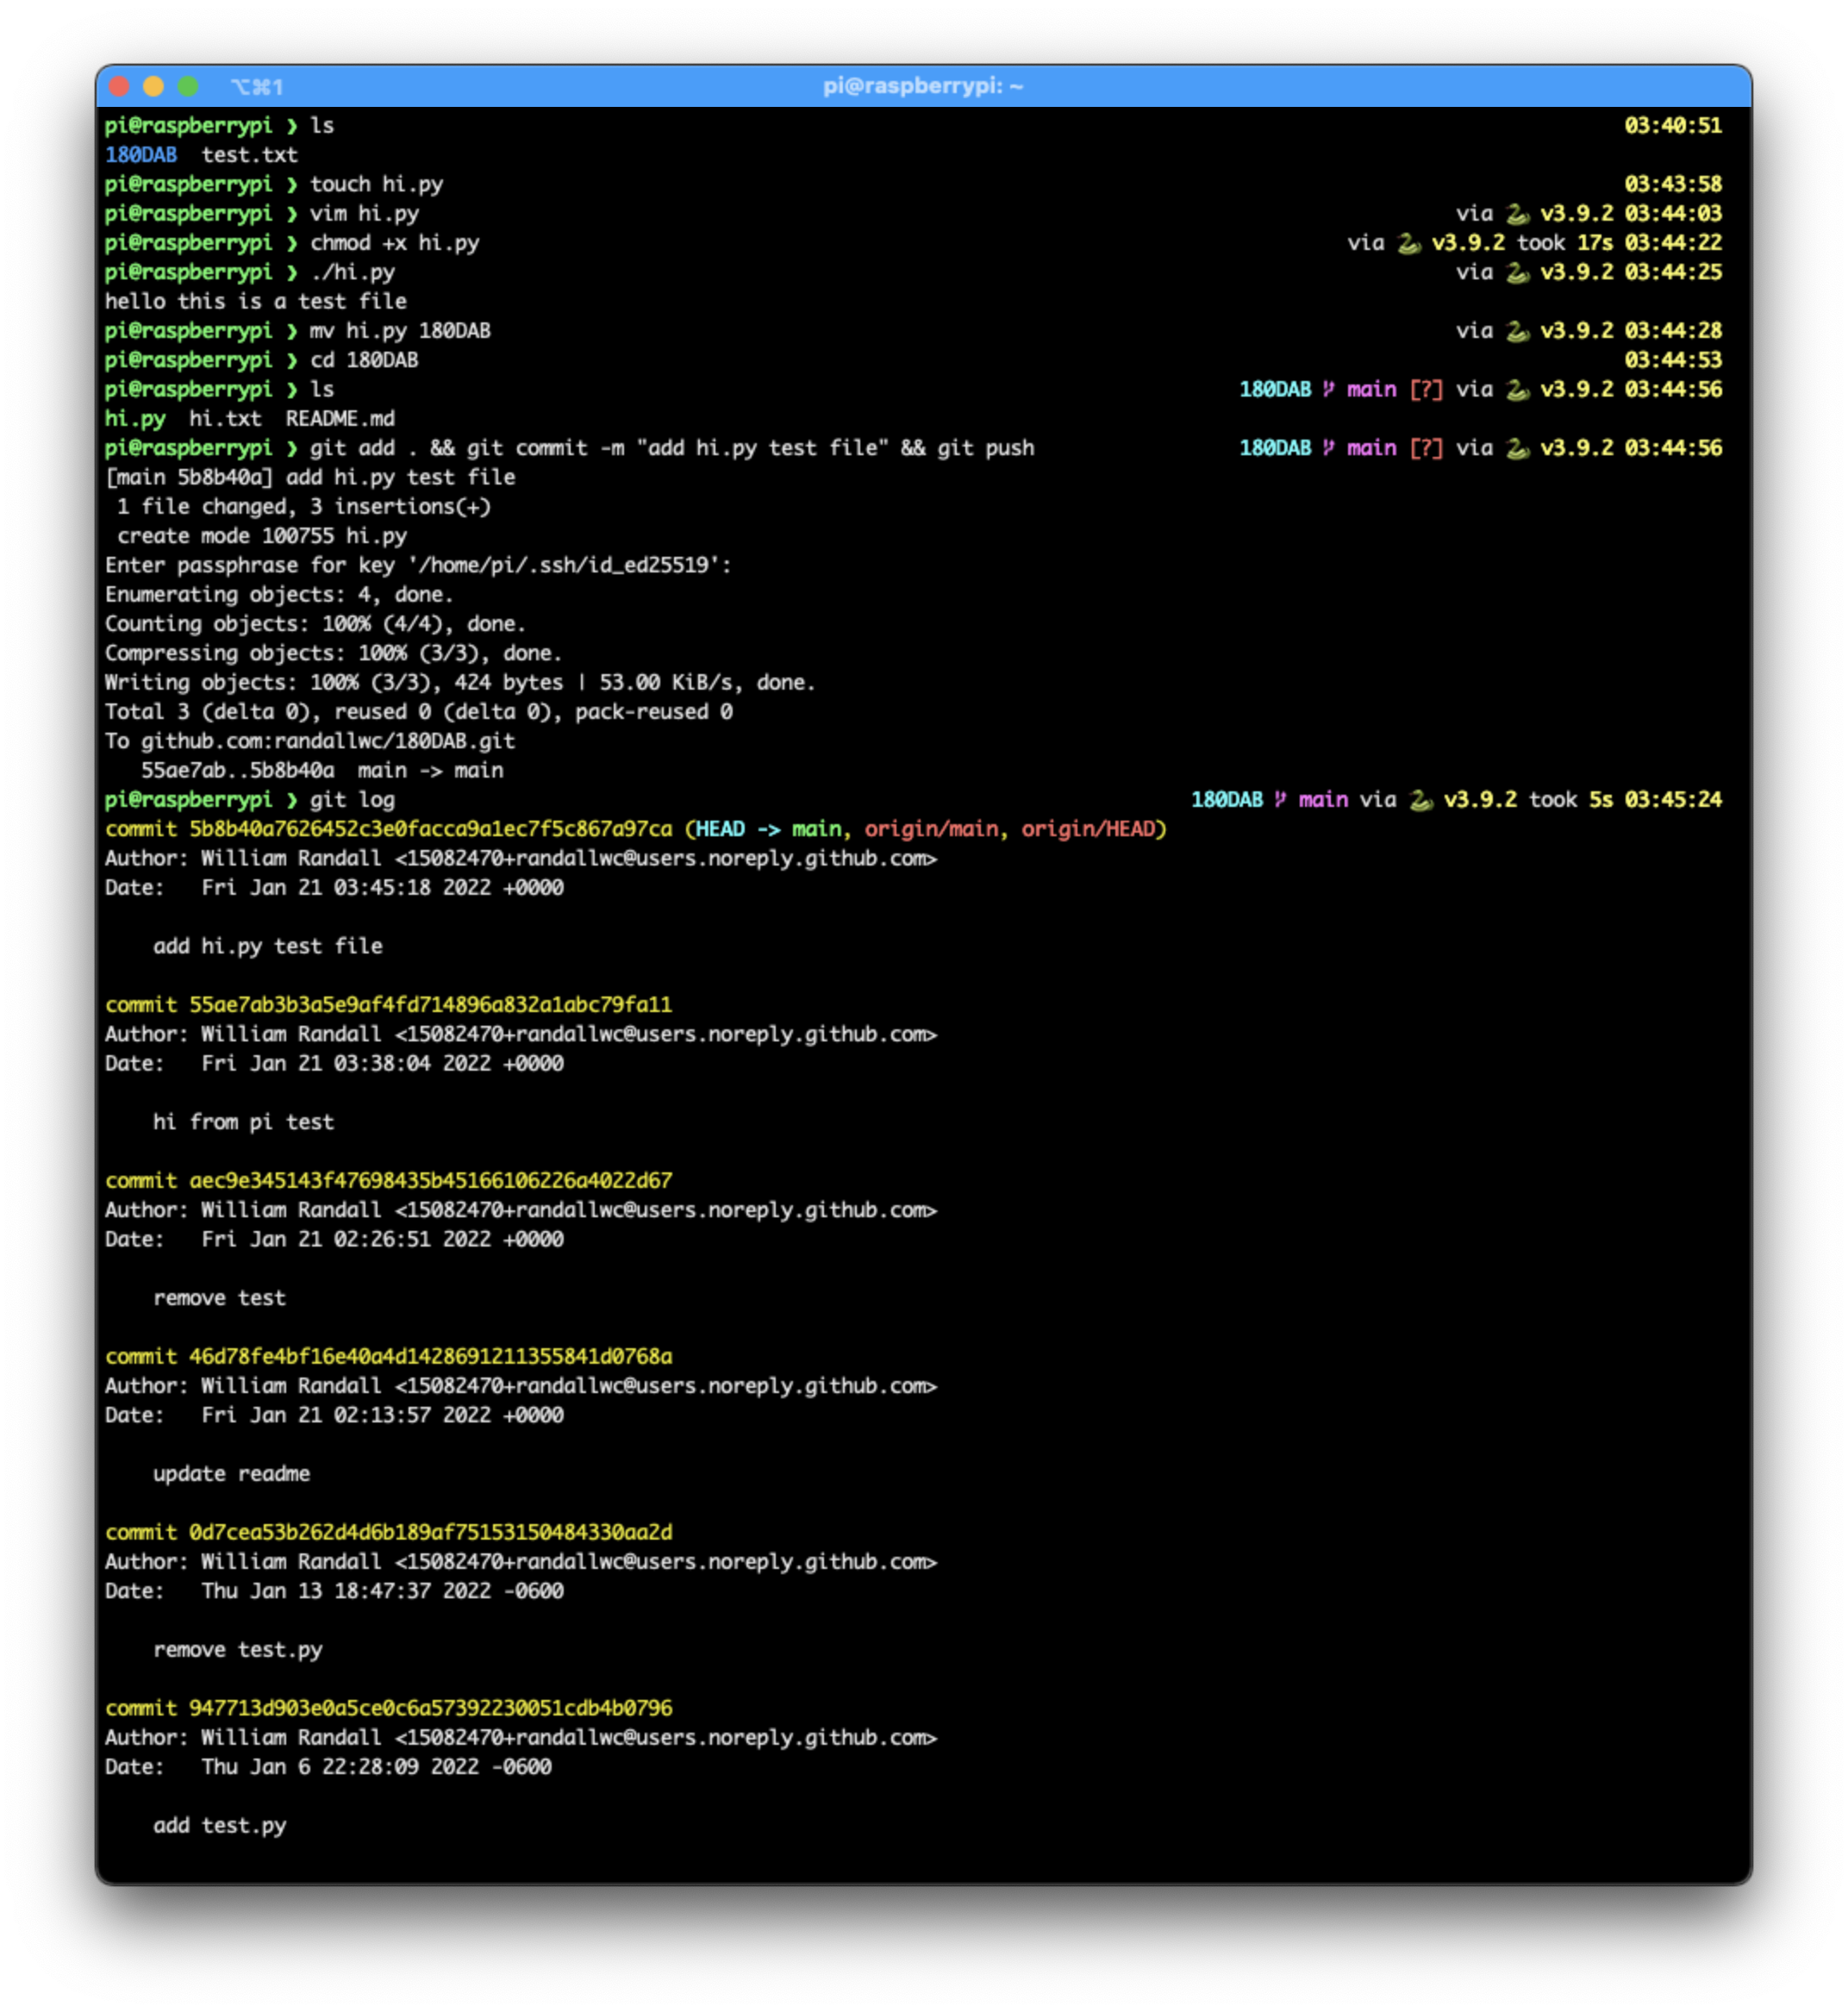 ⌥⌘1 pi@raspberrypi: ~
pi@raspberrypi ❯ ls 03:40:51
180DAB test.txt
pi@raspberrypi ❯ touch hi.py 03:43:58
pi@raspberrypi ❯ vim hi.py via 🐍 v3.9.2 03:44:03
pi@raspberrypi ❯ chmod +x hi.py via 🐍 v3.9.2 took 17s 03:44:22
pi@raspberrypi ❯ ./hi.py via 🐍 v3.9.2 03:44:25
hello this is a test file
pi@raspberrypi ❯ mv hi.py 180DAB via 🐍 v3.9.2 03:44:28
pi@raspberrypi ❯ cd 180DAB 03:44:53
pi@raspberrypi ❯ ls 180DAB main [?] via 🐍 v3.9.2 03:44:56
hi.py hi.txt README.md
pi@raspberrypi ❯ git add . && git commit -m "add hi.py test file" && git push 180DAB main [?] via 🐍 v3.9.2 03:44:56
[main 5b8b40a] add hi.py test file
1 file changed, 3 insertions(+)
create mode 100755 hi.py
Enter passphrase for key '/home/pi/.ssh/id_ed25519':
Enumerating objects: 4, done.
Counting objects: 100% (4/4), done.
Compressing objects: 100% (3/3), done.
Writing objects: 100% (3/3), 424 bytes | 53.00 KiB/s, done.
Total 3 (delta 0), reused 0 (delta 0), pack-reused 0
To github.com:randallwc/180DAB.git
55ae7ab..5b8b40a main -> main
pi@raspberrypi ❯ git log 180DAB main via 🐍 v3.9.2 took 5s 03:45:24
commit 5b8b40a7626452c3e0facca9a1ec7f5c867a97ca (HEAD -> main, origin/main, origin/HEAD)
Author: William Randall <15082470+randallwc@users.noreply.github.com>
Date: Fri Jan 21 03:45:18 2022 +0000
add hi.py test file
commit 55ae7ab3b3a5e9af4fd714896a832a1abc79fa11
Author: William Randall <15082470+randallwc@users.noreply.github.com>
Date: Fri Jan 21 03:38:04 2022 +0000
hi from pi test
commit aec9e345143f47698435b45166106226a4022d67
Author: William Randall <15082470+randallwc@users.noreply.github.com>
Date: Fri Jan 21 02:26:51 2022 +0000
remove test
commit 46d78fe4bf16e40a4d1428691211355841d0768a
Author: William Randall <15082470+randallwc@users.noreply.github.com>
Date: Fri Jan 21 02:13:57 2022 +0000
update readme
commit 0d7cea53b262d4d6b189af75153150484330aa2d
Author: William Randall <15082470+randallwc@users.noreply.github.com>
Date: Thu Jan 13 18:47:37 2022 -0600
remove test.py
commit 947713d903e0a5ce0c6a57392230051cdb4b0796
Author: William Randall <15082470+randallwc@users.noreply.github.com>
Date: Thu Jan 6 22:28:09 2022 -0600
add test.py